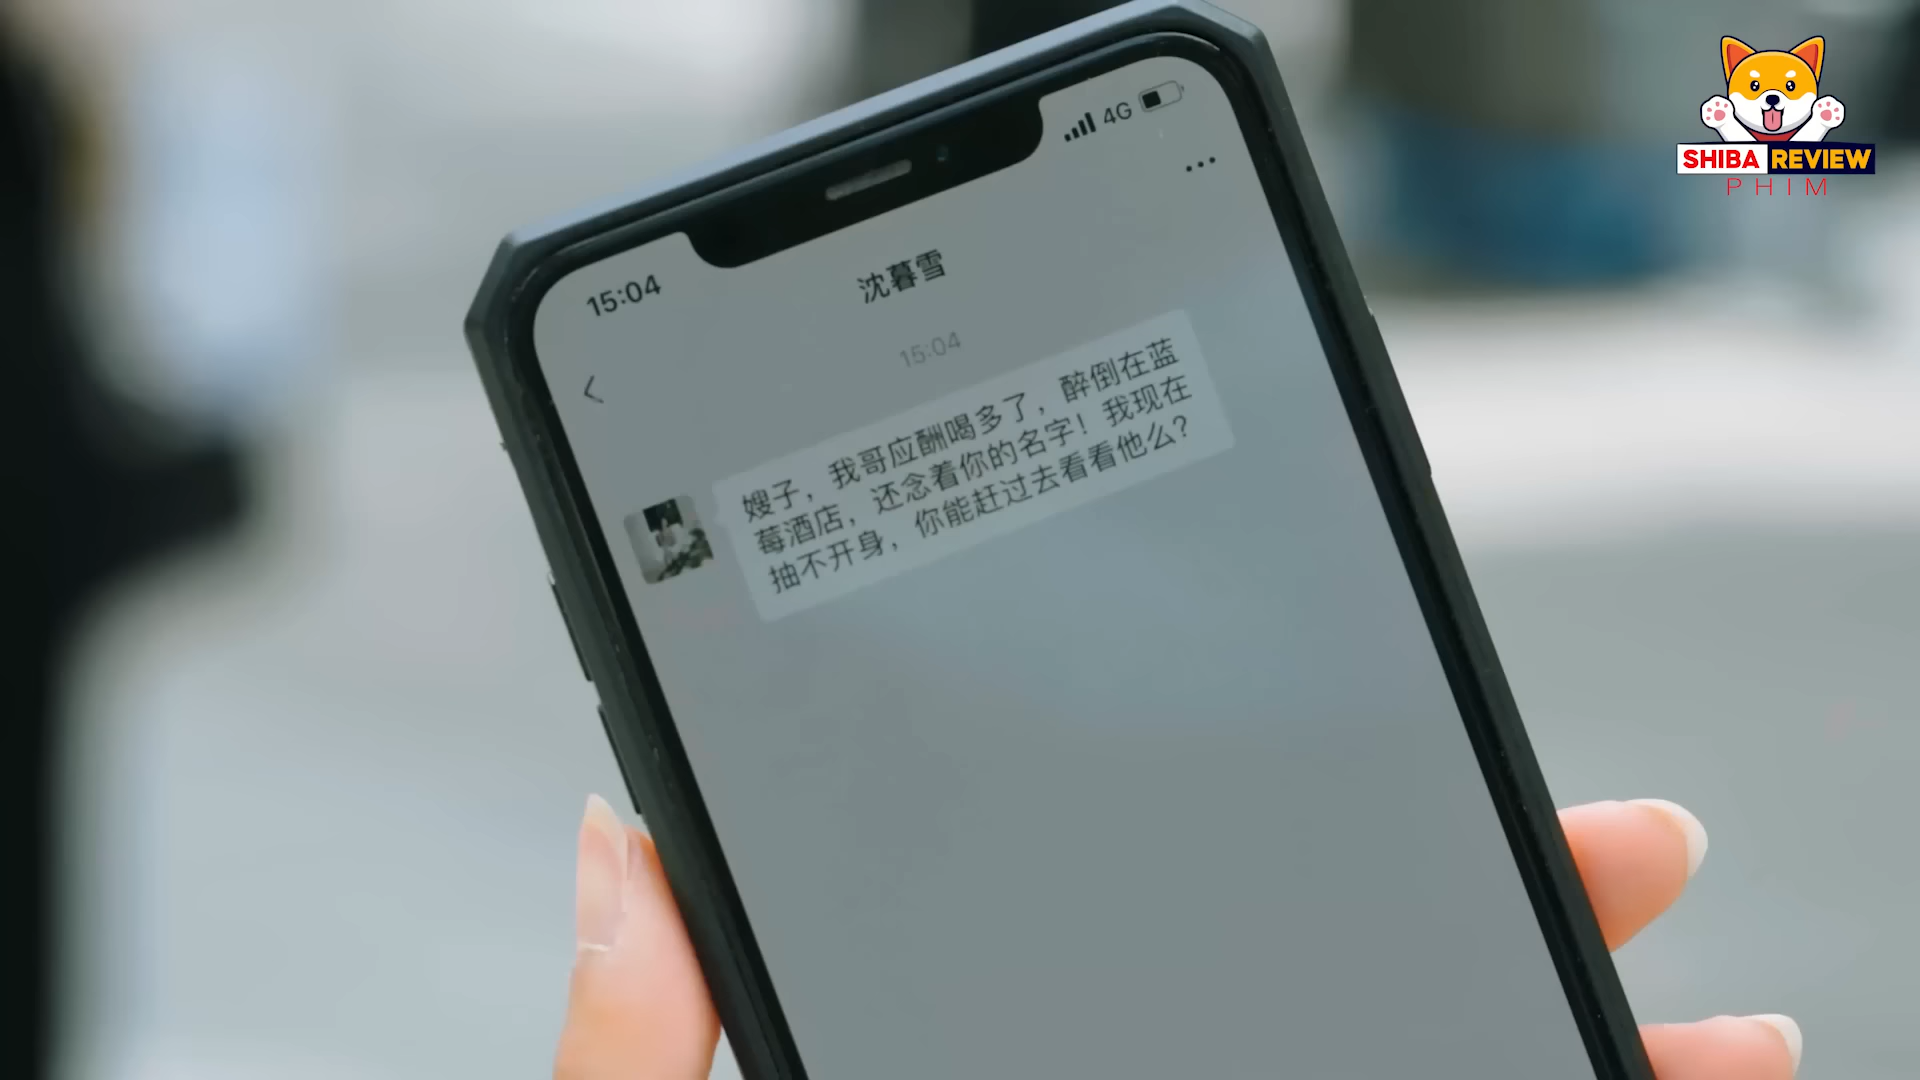 SHIBA REVIEW
PHIM
4G
15:04
沈暮雪
15:04
嫂子，我哥应酬喝多了，醉倒在蓝
莓酒店，还念着你的名字！我现在
抽不开身，你能赶过去看看他么？